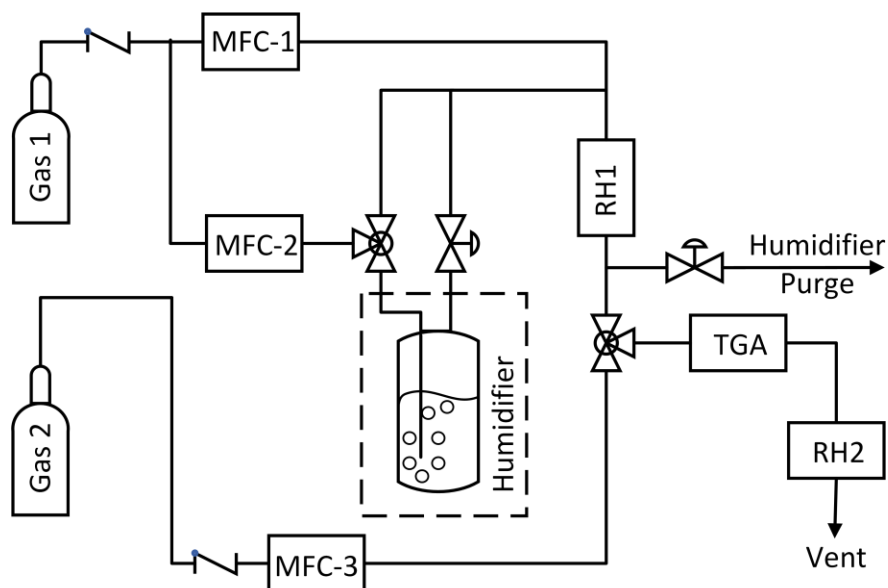 MFC-1
Gas 1
RH1
MFC-2
Humidifier
Purge
TGA
Gas 2
Humidifier
RH2
MFC-3
Vent